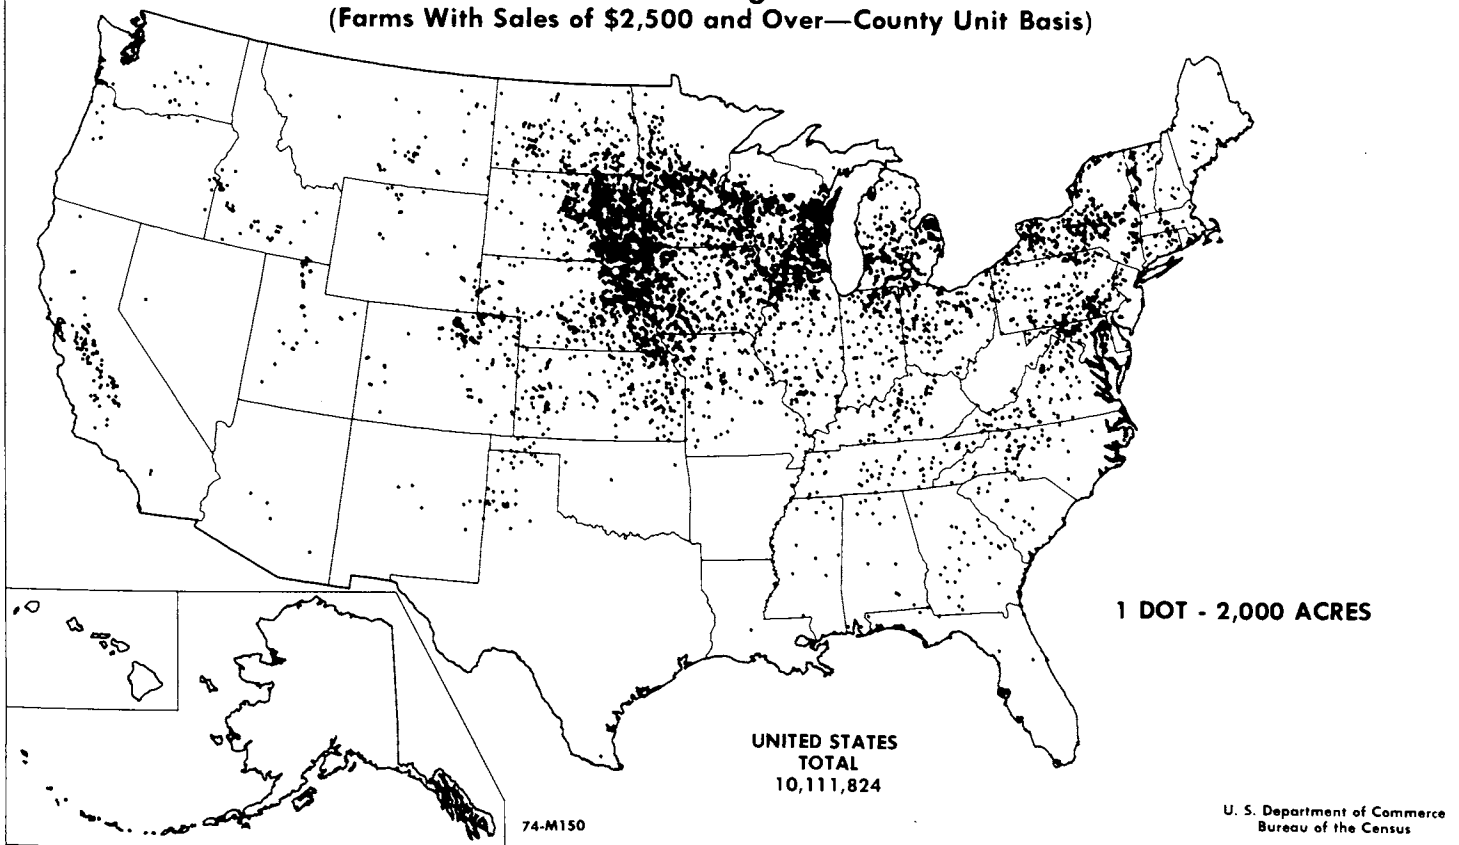 (Farms With Sales of $2,500 and Over—County Unit Basis)
1 DOT - 2,000 ACRES
UNITED STATES
TOTAL
10,111,824
74-M150
U. S. Department of Commerce
Bureau of the Census